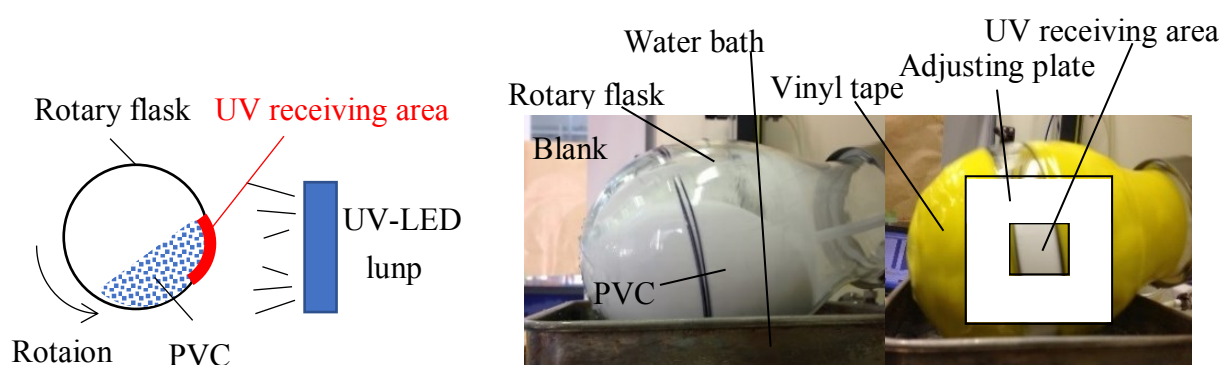 Rotary flask
UV receiving area
UV-LED
lunp
Rotaion
PVC
Water bath
Rotary flask
Blank
PVC
UV receiving area
Adjusting plate
Vinyl tape